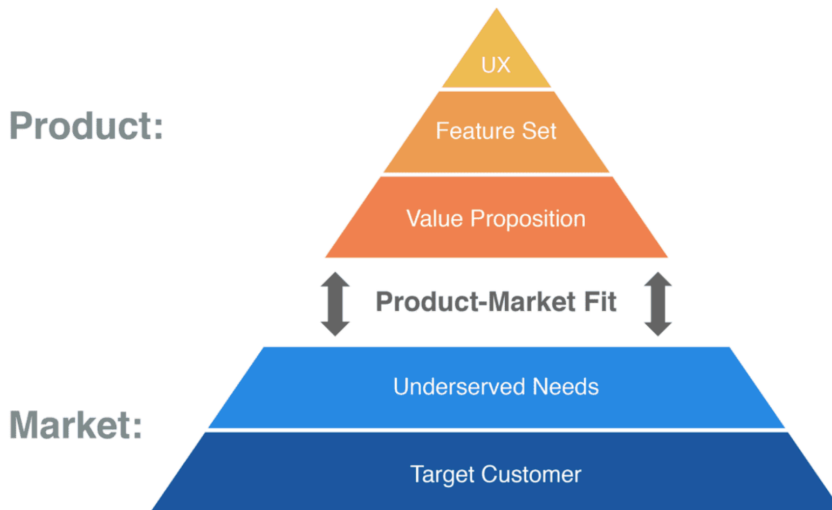 UX
Product:
Feature Set
Value Proposition
Product-Market Fit
Underserved Needs
Market:
Target Customer